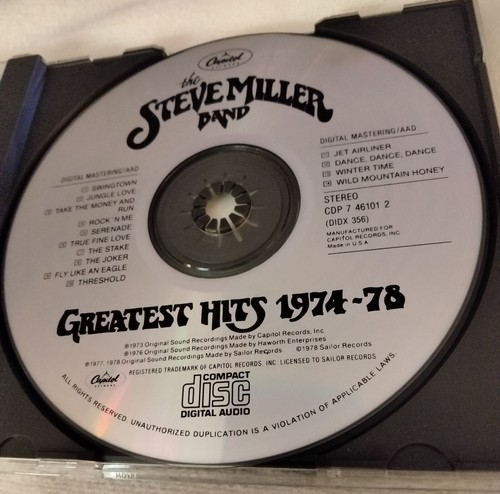 Capitol
the
STEVE MILLER
BAND
DIGITAL MASTERING/AAD
SWINGTOWN
JUNGLE LOVE
TAKE THE MONEY AND
RUN
ROCK 'N ME
SERENADE
TRUE FINE LOVE
THE STAKE
THE JOKER
FLY LIKE AN EAGLE
THRESHOLD
DIGITAL MASTERING/AAD
JET AIRLINER
DANCE, DANCE, DANCE
WINTER TIME
WILD MOUNTAIN HONEY
STEREO
CDP 7 46101 2
(DIDX 356)
MANUFACTURED FOR
CAPITOL RECORDS, INC.
Made in U.S.A.
GREATEST HITS 1974-78
℗1973 Original Sound Recordings Made by Capitol Records, Inc
℗1976 Original Sound Recordings Made by Haworth Enterprises
℗1977, 1978 Original Sound Recordings Made by Sailor Records ©1978 Sailor Records
Capitol
REGISTERED TRADEMARK OF CAPITOL RECORDS, INC. LICENSED TO SAILOR RECORDS
COMPACT
disc
DIGITAL AUDIO
ALL RIGHTS RESERVED. UNAUTHORIZED DUPLICATION IS A VIOLATION OF APPLICABLE LAWS.